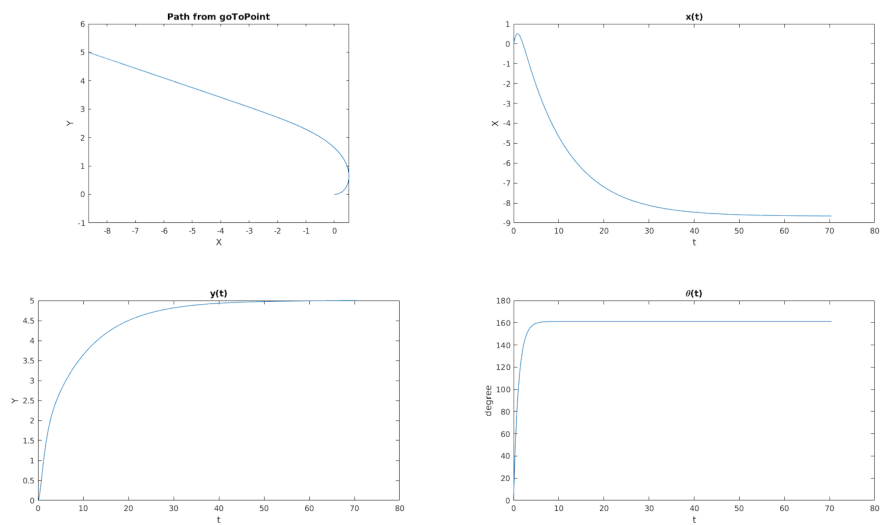 Path from goToPoint
6
5
4
3
2
1
0
-1
Y
-8 -7 -6 -5 -4 -3 -2 -1 0
X
x(t)
1
0
-1
-2
-3
-4
-5
-6
-7
-8
-9
X
0 10 20 30 40 50 60 70 80
t
y(t)
5
4.5
4
3.5
3
2.5
2
1.5
1
0.5
0
Y
0 10 20 30 40 50 60 70 80
t
θ(t)
180
160
140
120
100
80
60
40
20
0
degree
0 10 20 30 40 50 60 70 80
t